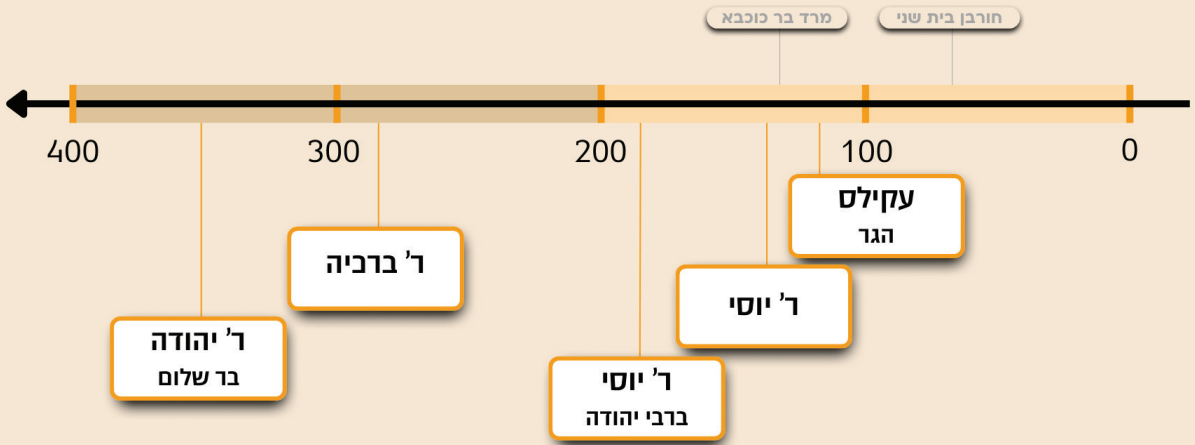 חורבן בית שני
מרד בר כוכבא
0
100
200
300
400
עקילס
הגר
ר' יוסי
ר' יוסי
ברבי יהודה
ר' ברכיה
ר' יהודה
בר שלום